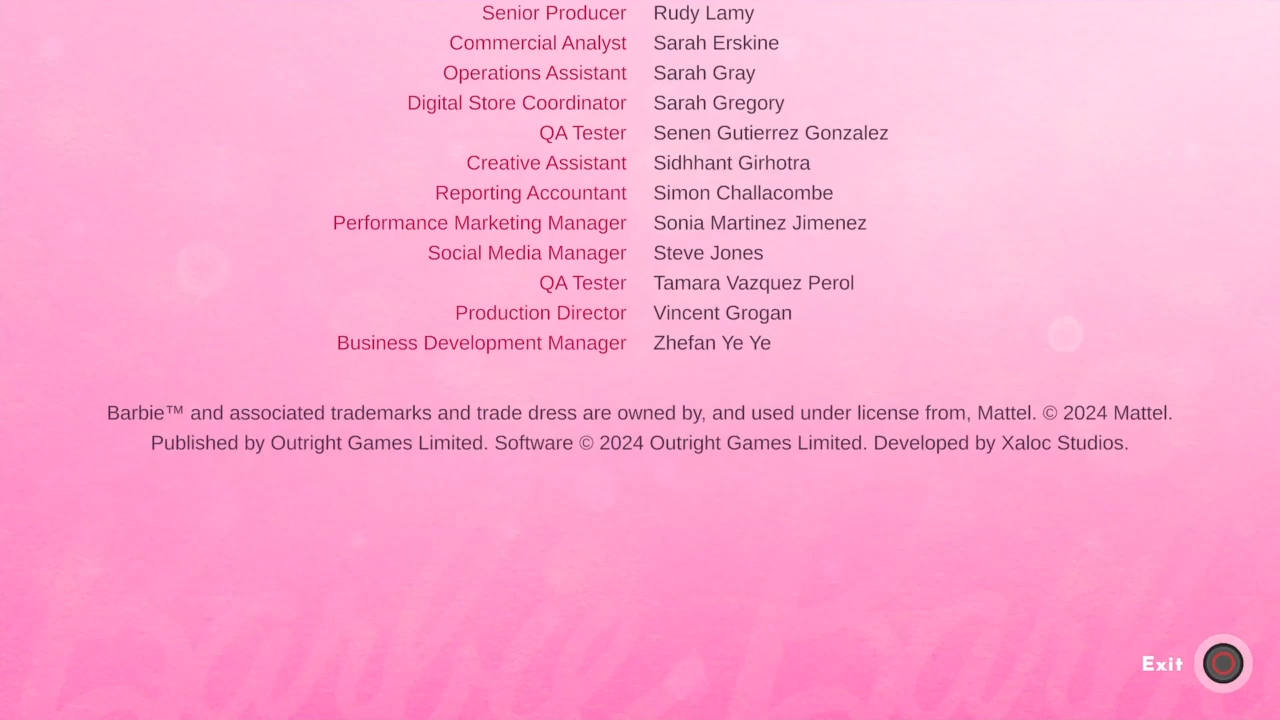 Senior Producer Rudy Lamy
Commercial Analyst Sarah Erskine
Operations Assistant Sarah Gray
Digital Store Coordinator Sarah Gregory
QA Tester Senen Gutierrez Gonzalez
Creative Assistant Sidhhant Girhotra
Reporting Accountant Simon Challacombe
Performance Marketing Manager Sonia Martinez Jimenez
Social Media Manager Steve Jones
QA Tester Tamara Vazquez Perol
Production Director Vincent Grogan
Business Development Manager Zhefan Ye Ye
Barbie™ and associated trademarks and trade dress are owned by, and used under license from, Mattel. © 2024 Mattel.
Published by Outright Games Limited. Software © 2024 Outright Games Limited. Developed by Xaloc Studios.
Barbie Barbie
Exit